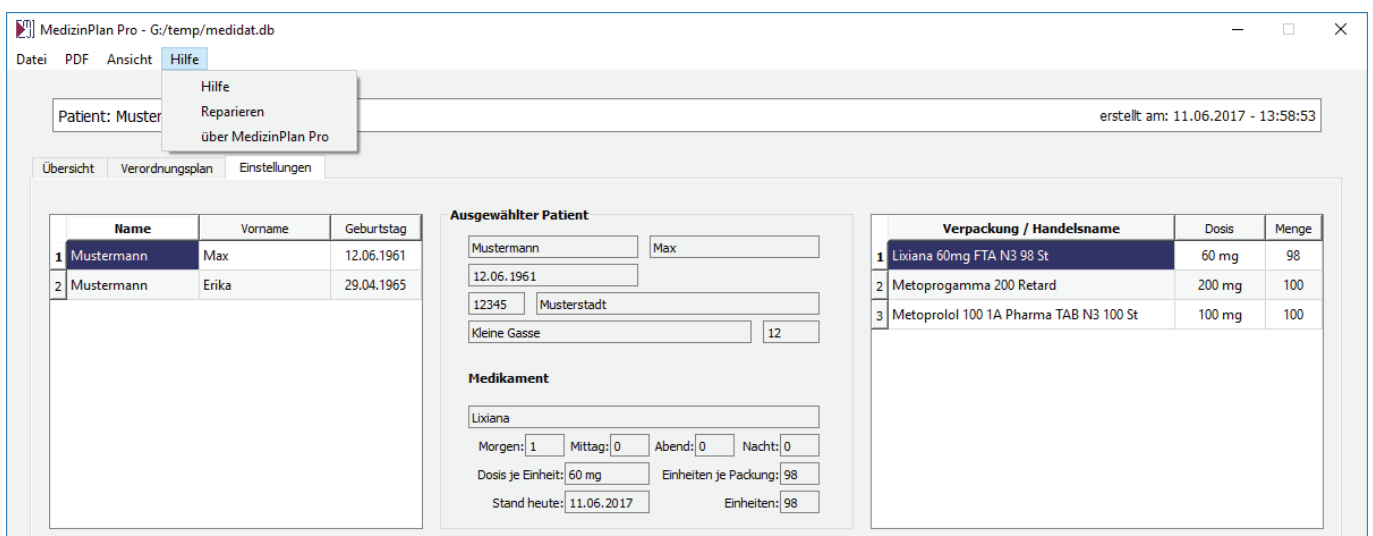 MedizinPlan Pro - G:/temp/medidat.db
Datei PDF Ansicht Hilfe
Hilfe
Reparieren
über MedizinPlan Pro
Patient: Muster
erstellt am: 11.06.2017 - 13:58:53
Übersicht Verordnungsplan Einstellungen
Name Vorname Geburtstag
1 Mustermann Max 12.06.1961
2 Mustermann Erika 29.04.1965
Ausgewählter Patient
Mustermann Max
12.06.1961
12345 Musterstadt
Kleine Gasse 12
Medikament
Lixiana
Morgen: 1 Mittag: 0 Abend: 0 Nacht: 0
Dosis je Einheit: 60 mg Einheiten je Packung: 98
Stand heute: 11.06.2017 Einheiten: 98
Verpackung / Handelsname Dosis Menge
1 Lixiana 60mg FTA N3 98 St 60 mg 98
2 Metoprogamma 200 Retard 200 mg 100
3 Metoprolol 100 1A Pharma TAB N3 100 St 100 mg 100